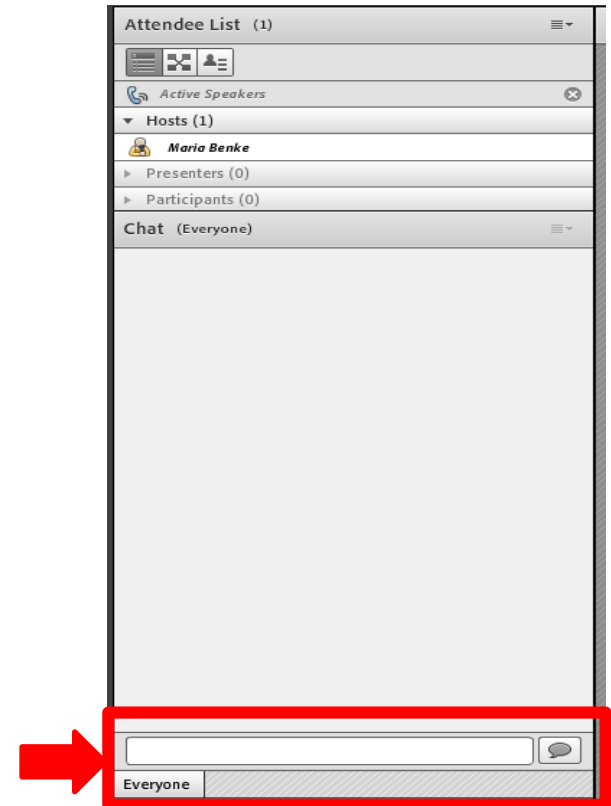 Attendee List (1)
Active Speakers
Hosts (1)
Maria Benke
Presenters (0)
Participants (0)
Chat (Everyone)
Everyone